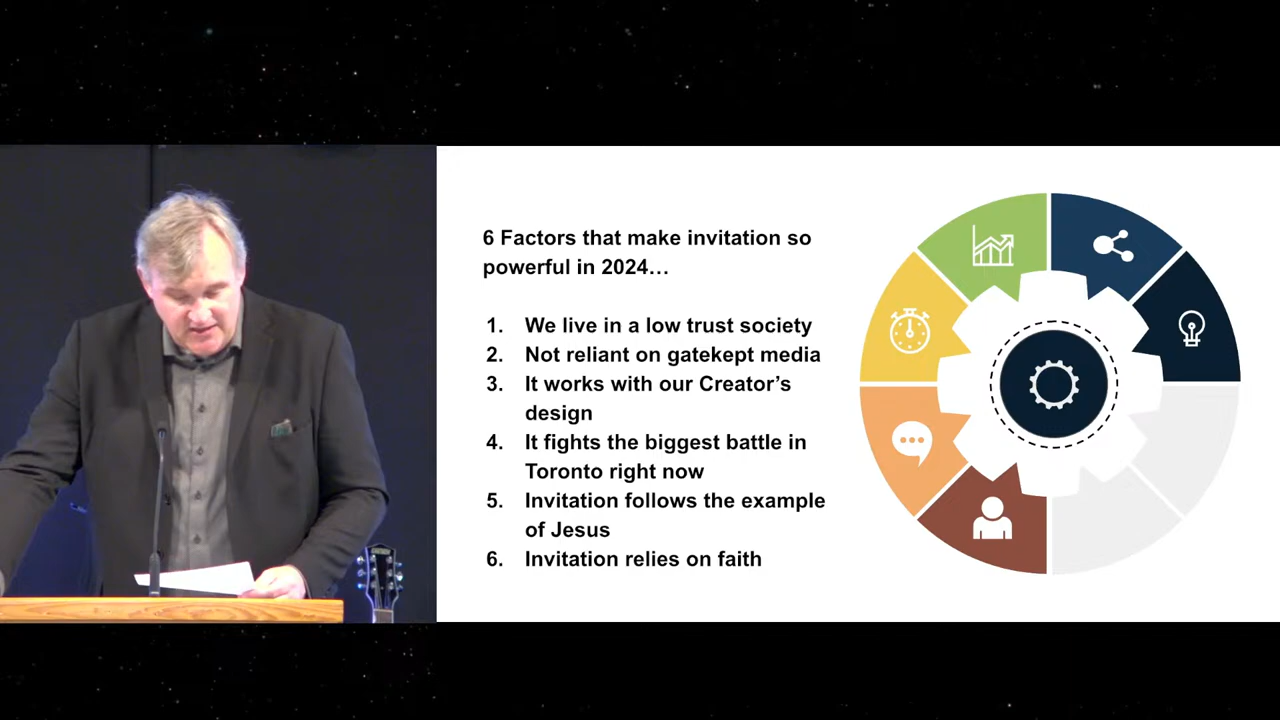 6 Factors that make invitation so
powerful in 2024…
1. We live in a low trust society
2. Not reliant on gatekept media
3. It works with our Creator’s
design
4. It fights the biggest battle in
Toronto right now
5. Invitation follows the example
of Jesus
6. Invitation relies on faith